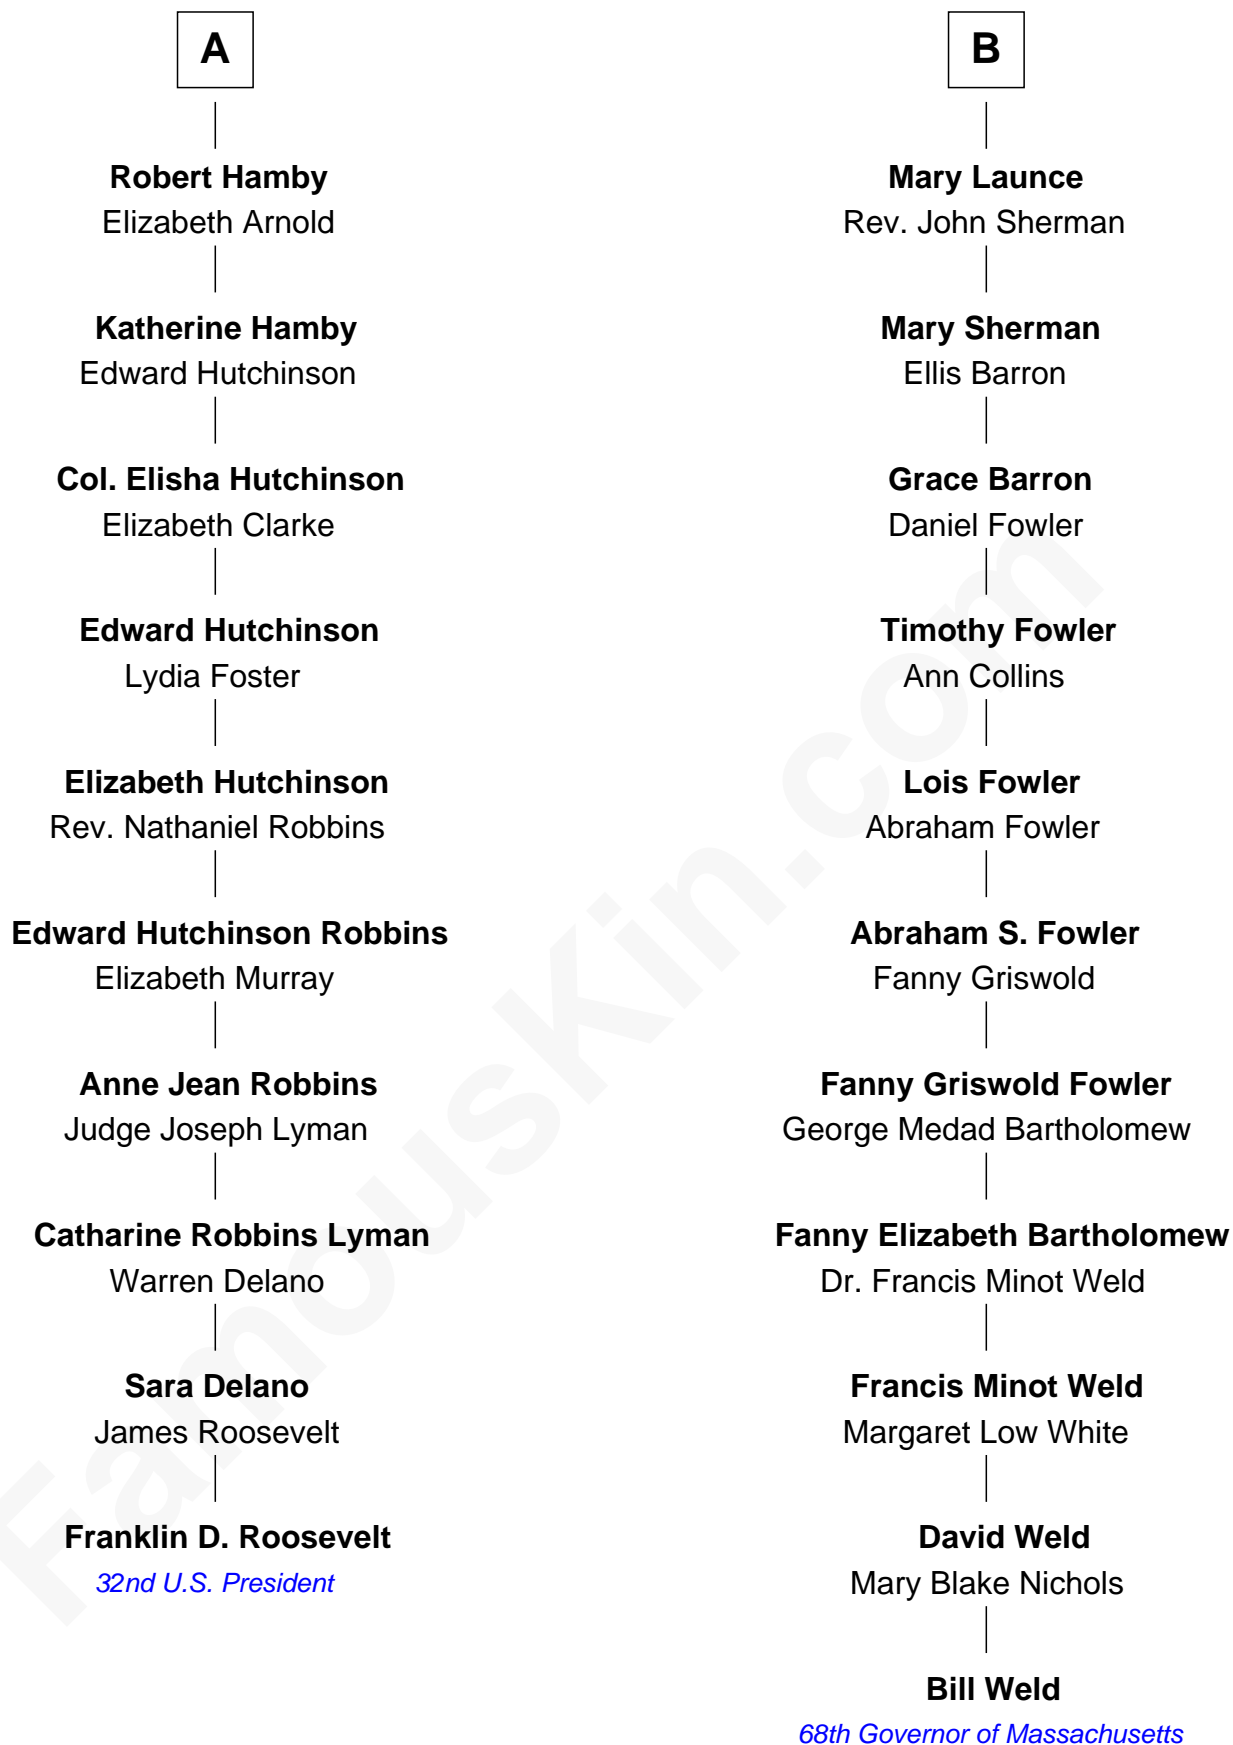 A
Robert Hamby
Elizabeth Arnold
Katherine Hamby
Edward Hutchinson
Col. Elisha Hutchinson
Elizabeth Clarke
Edward Hutchinson
Lydia Foster
Elizabeth Hutchinson
Rev. Nathaniel Robbins
Edward Hutchinson Robbins
Elizabeth Murray
Anne Jean Robbins
Judge Joseph Lyman
Catharine Robbins Lyman
Warren Delano
Sara Delano
James Roosevelt
Franklin D. Roosevelt
32nd U.S. President
B
Mary Launce
Rev. John Sherman
Mary Sherman
Ellis Barron
Grace Barron
Daniel Fowler
Timothy Fowler
Ann Collins
Lois Fowler
Abraham Fowler
Abraham S. Fowler
Fanny Griswold
Fanny Griswold Fowler
George Medad Bartholomew
Fanny Elizabeth Bartholomew
Dr. Francis Minot Weld
Francis Minot Weld
Margaret Low White
David Weld
Mary Blake Nichols
Bill Weld
68th Governor of Massachusetts
FamousKin.com